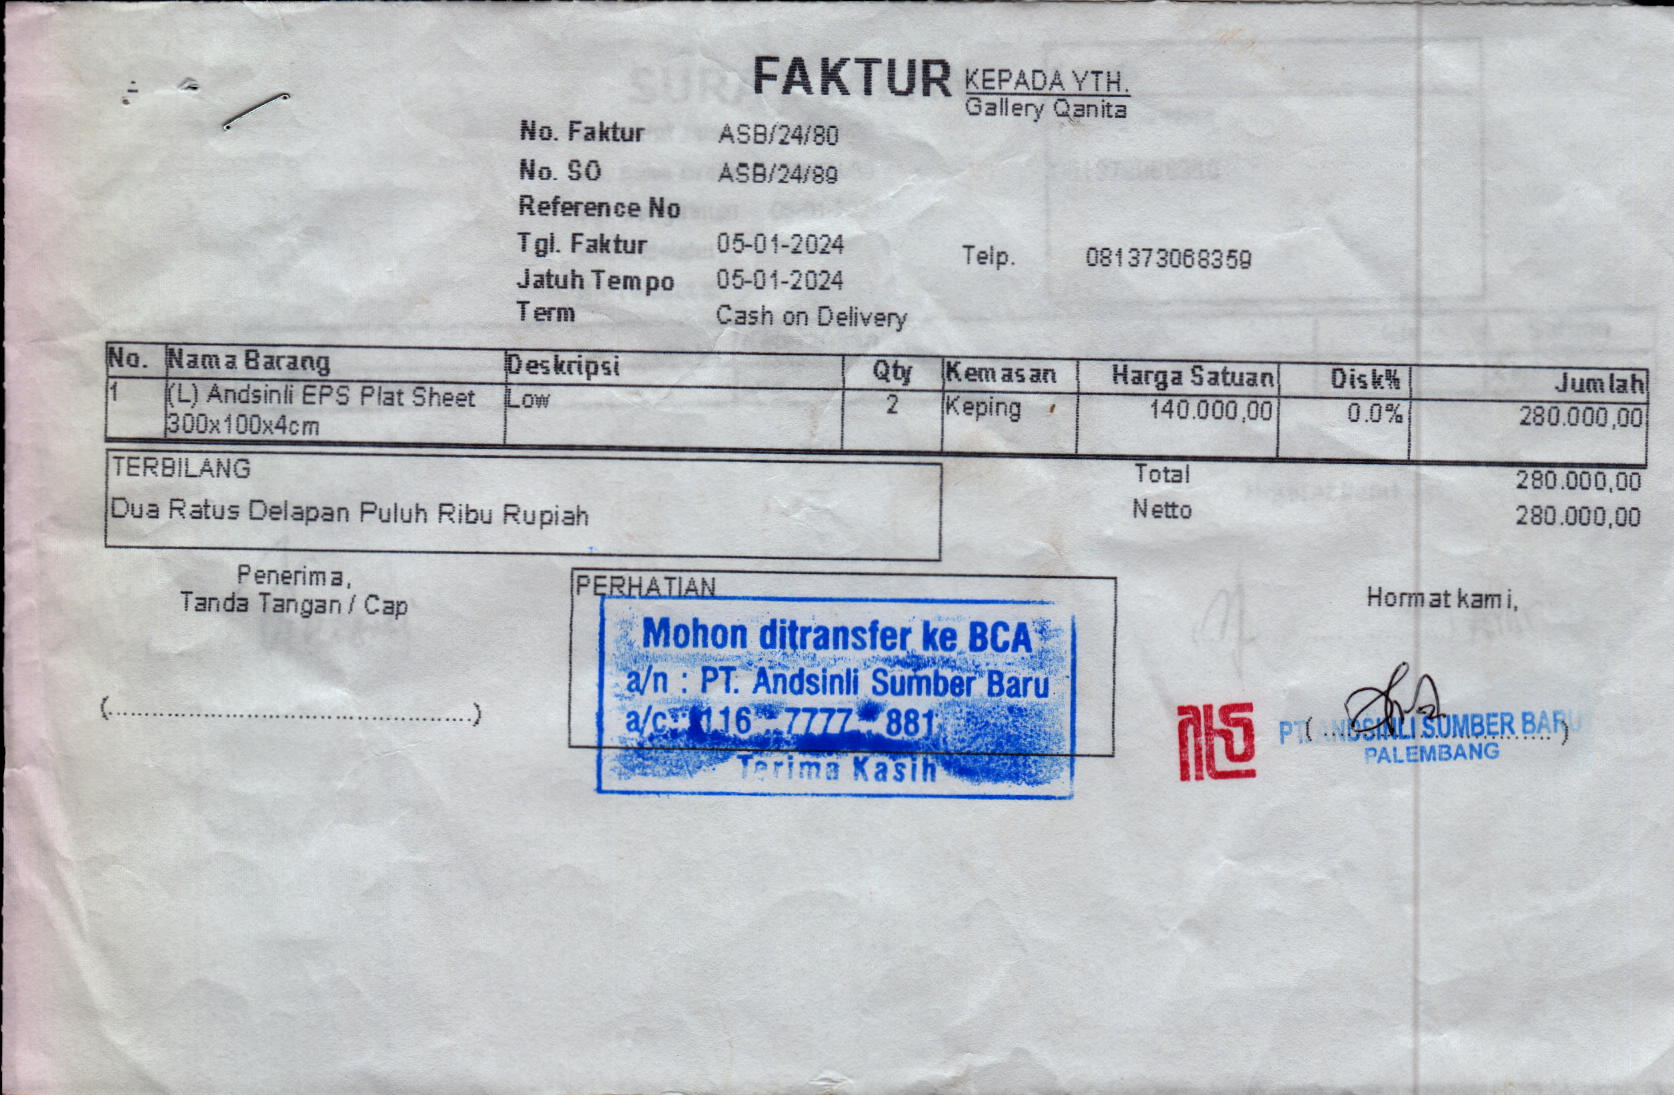 FAKTUR
KEPADA YTH.
Gallery Qanita
No. Faktur ASB/24/80
No. SO ASB/24/89
Reference No
Tgl. Faktur 05-01-2024
Telp. 081373068359
Jatuh Tempo 05-01-2024
Term Cash on Delivery
No. Nama Barang Deskripsi Qty Kemasan Harga Satuan Disk% Jumlah
1 (L) Andsinli EPS Plat Sheet Low 2 Keping 140.000,00 0.0% 280.000,00
300x100x4cm
TERBILANG
Dua Ratus Delapan Puluh Ribu Rupiah
Total 280.000,00
Netto 280.000,00
Penerima,
Tanda Tangan / Cap
(................................................)
PERHATIAN
Mohon ditransfer ke BCA
a/n : PT. Andsinli Sumber Baru
a/c : 116 - 7777 - 881
Terima Kasih
Hormat kami,
PT. ANDSINLI SUMBER BARU
PALEMBANG